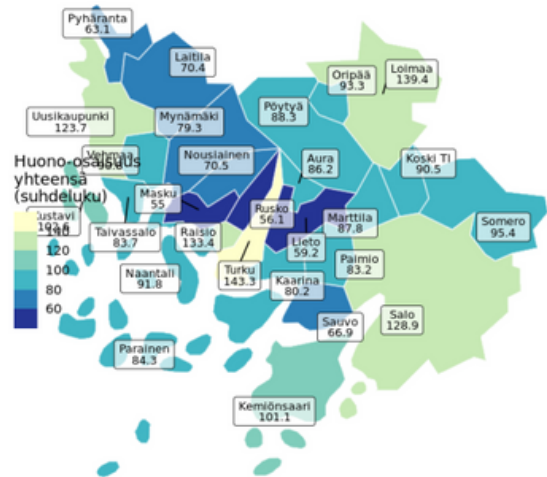 Pyhäranta
63.1
Laitila
70.4
Oripää
93.3
Loimaa
139.4
Uusikaupunki
123.7
Mynämäki
79.3
Pöytyä
88.3
Vehmaa
Nousiainen
70.5
Aura
86.2
Koski Tl
90.5
Huono-osaisuus
yhteensä
(suhdeluku)
140
120
100
80
60
Kustavi
Masku
55
Taivassalo
83.7
Raisio
133.4
Rusko
56.1
Marttila
87.8
Somero
95.4
Lieto
59.2
Turku
143.3
Paimio
83.2
Naantali
91.8
Kaarina
80.2
Sauvo
66.9
Salo
128.9
Parainen
84.3
Kemiönsaari
101.1